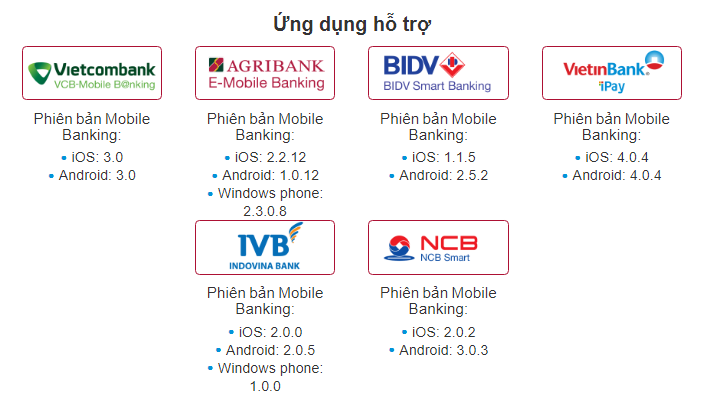 Ứng dụng hỗ trợ
Vietcombank
VCB-Mobile B@nking
Phiên bản Mobile
Banking:
• iOS: 3.0
• Android: 3.0
AGRIBANK
E-Mobile Banking
Phiên bản Mobile
Banking:
• iOS: 2.2.12
• Android: 1.0.12
• Windows phone:
2.3.0.8
BIDV
BIDV Smart Banking
Phiên bản Mobile
Banking:
• iOS: 1.1.5
• Android: 2.5.2
VietinBank
iPay
Phiên bản Mobile
Banking:
• iOS: 4.0.4
• Android: 4.0.4
IVB
INDOVINA BANK
Phiên bản Mobile
Banking:
• iOS: 2.0.0
• Android: 2.0.5
• Windows phone:
1.0.0
NCB
NCB Smart
Phiên bản Mobile
Banking:
• iOS: 2.0.2
• Android: 3.0.3